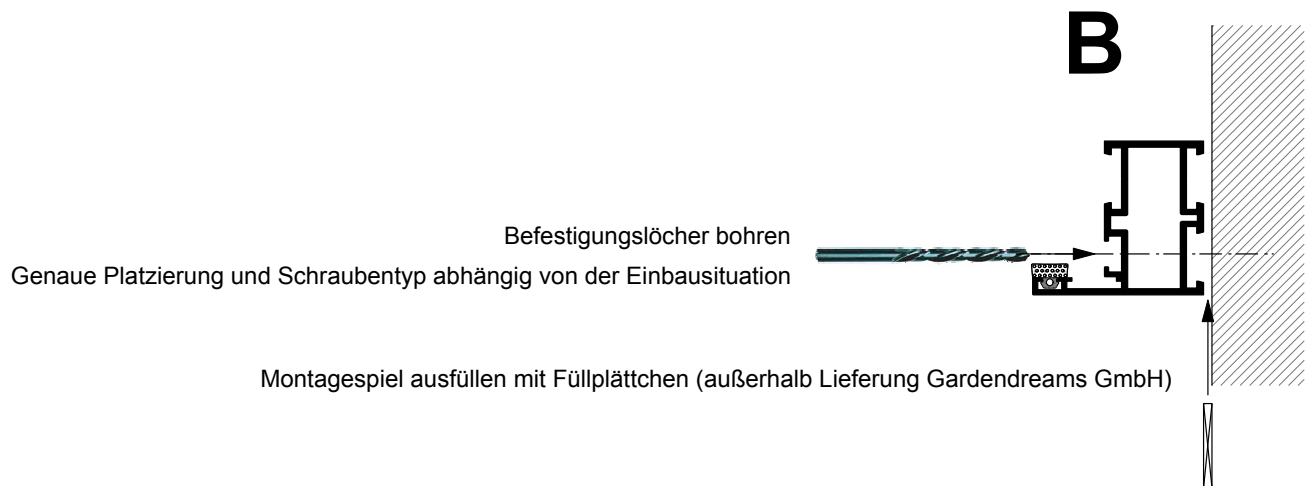 B
Befestigungslöcher bohren
Genaue Platzierung und Schraubentyp abhängig von der Einbausituation
Montagespiel ausfüllen mit Füllplättchen (außerhalb Lieferung Gardendreams GmbH)